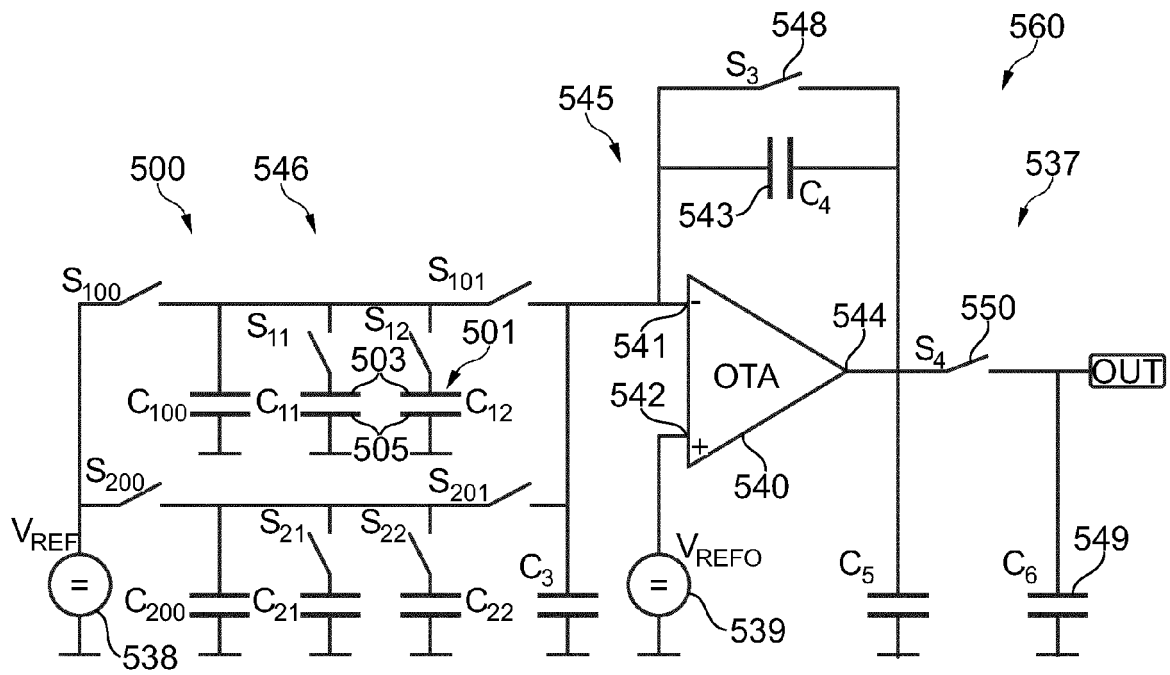 548
560
S3
545
500
546
537
543
C4
S100
S101
S11
S12
501
-
541
544
S4
550
503
OTA
OUT
C100
C11
C12
542
505
+
540
S200
S201
S21
S22
VREF
VREFO
=
C200
C21
C22
C3
=
C5
C6
549
538
539